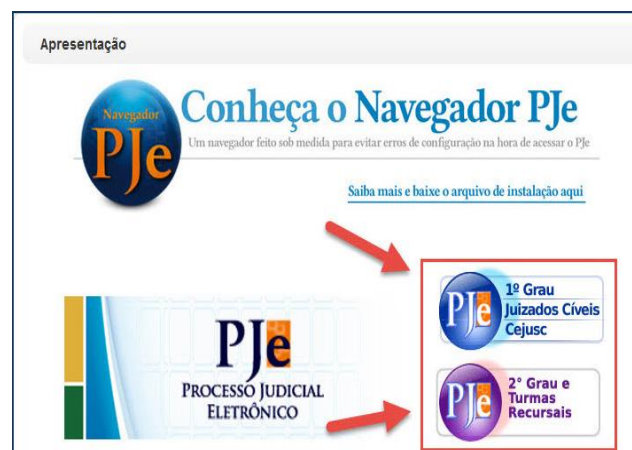 Apresentação
Navegador
PJe
Conheça o Navegador PJe
Um navegador feito sob medida para evitar erros de configuração na hora de acessar o PJe
Saiba mais e baixe o arquivo de instalação aqui
PJe
PROCESSO JUDICIAL
ELETRÔNICO
PJe
1º Grau
Juizados Cíveis
Cejusc
PJe
2° Grau e
Turmas
Recursais